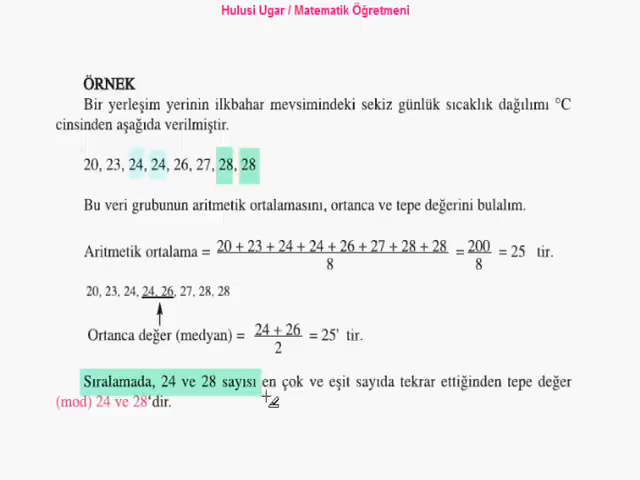 Hulusi Ugar / Matematik Öğretmeni
ÖRNEK
Bir yerleşim yerinin ilkbahar mevsimindeki sekiz günlük sıcaklık dağılımı °C
cinsinden aşağıda verilmiştir.
20, 23, 24, 24, 26, 27, 28, 28
Bu veri grubunun aritmetik ortalamasını, ortanca ve tepe değerini bulalım.
Aritmetik ortalama = 20 + 23 + 24 + 24 + 26 + 27 + 28 + 28 / 8 = 200 / 8 = 25 tir.
20, 23, 24, 24, 26, 27, 28, 28
Ortanca değer (medyan) = 24 + 26 / 2 = 25' tir.
Sıralamada, 24 ve 28 sayısı en çok ve eşit sayıda tekrar ettiğinden tepe değer
(mod) 24 ve 28'dir.